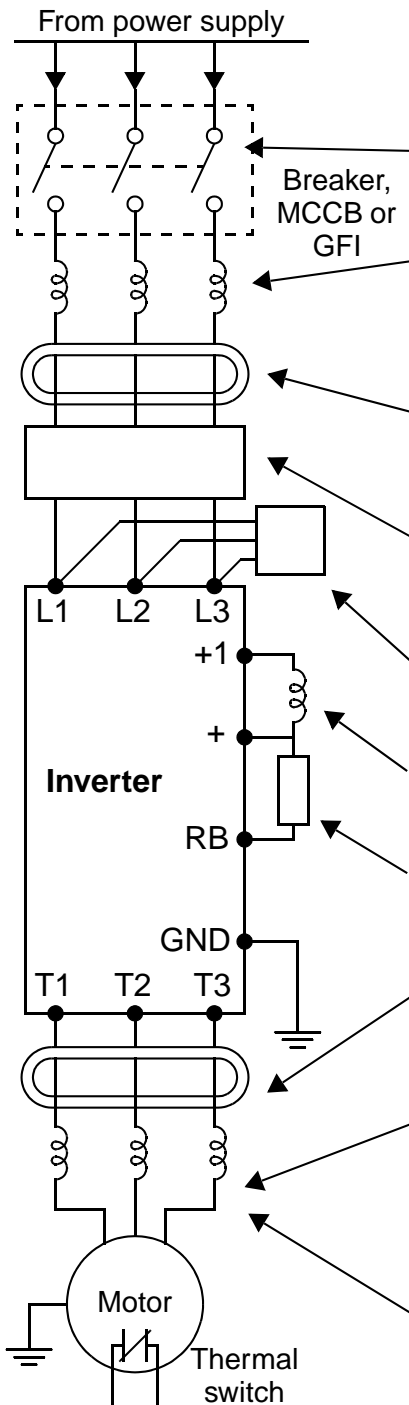 From power supply
Breaker,
MCCB or
GFI
L1 L2 L3
+1
+
Inverter
RB
GND
T1 T2 T3
Motor
Thermal
switch